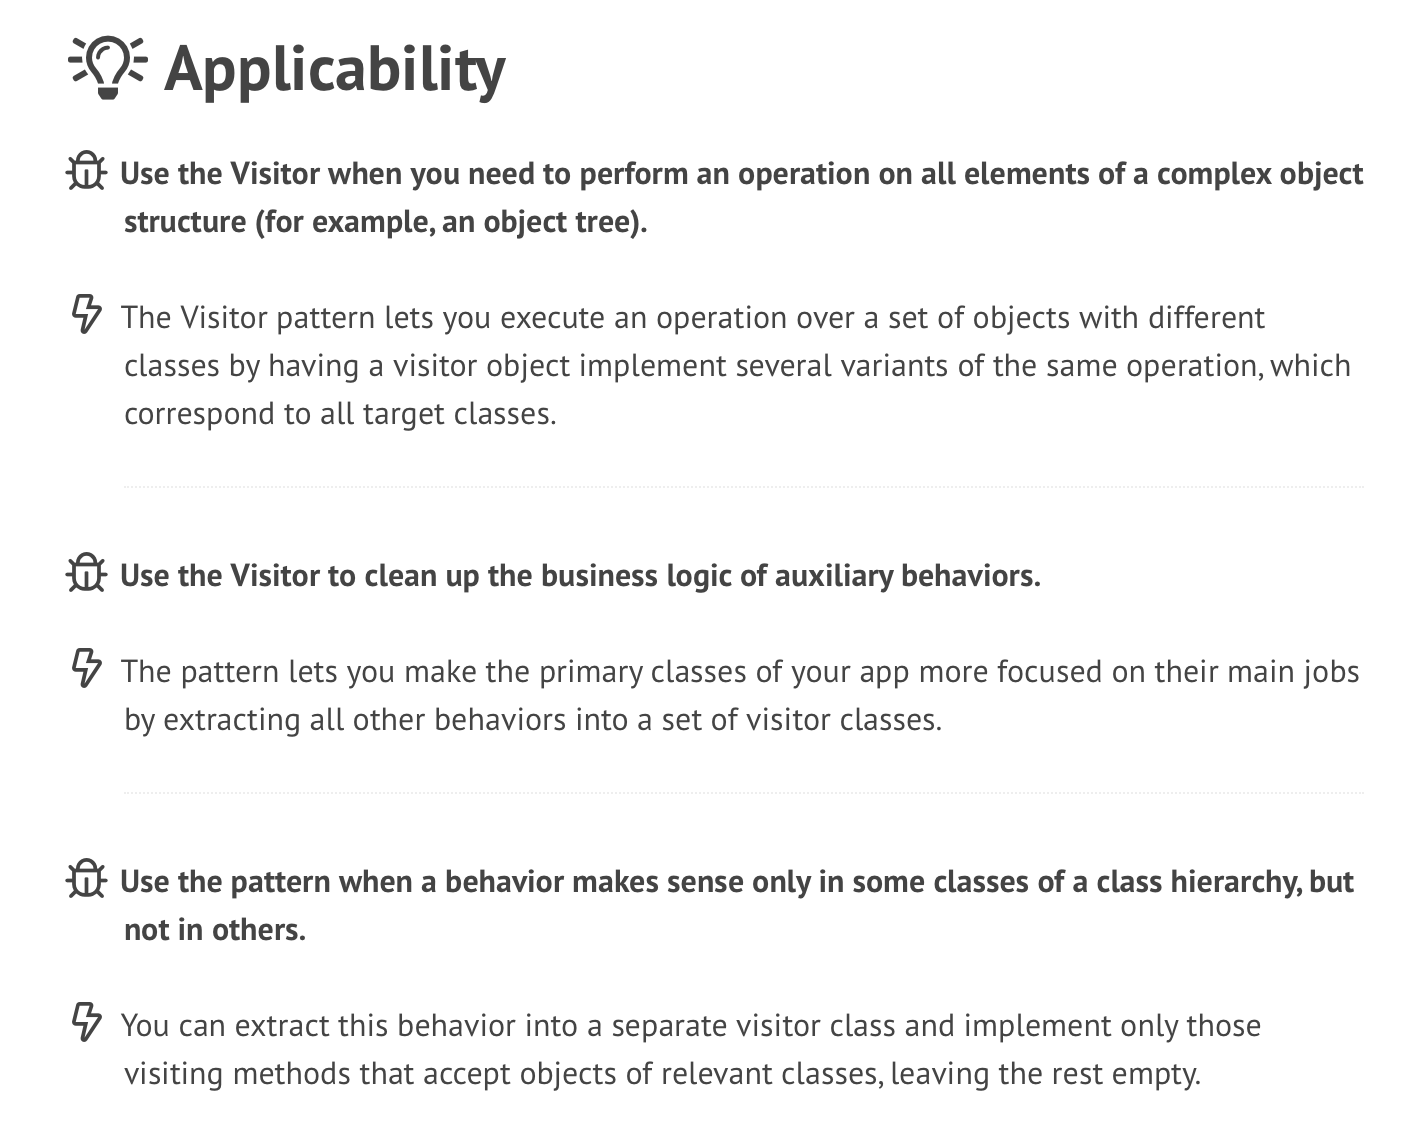 Applicability
Use the Visitor when you need to perform an operation on all elements of a complex object
structure (for example, an object tree).
The Visitor pattern lets you execute an operation over a set of objects with different
classes by having a visitor object implement several variants of the same operation, which
correspond to all target classes.
Use the Visitor to clean up the business logic of auxiliary behaviors.
The pattern lets you make the primary classes of your app more focused on their main jobs
by extracting all other behaviors into a set of visitor classes.
Use the pattern when a behavior makes sense only in some classes of a class hierarchy, but
not in others.
You can extract this behavior into a separate visitor class and implement only those
visiting methods that accept objects of relevant classes, leaving the rest empty.